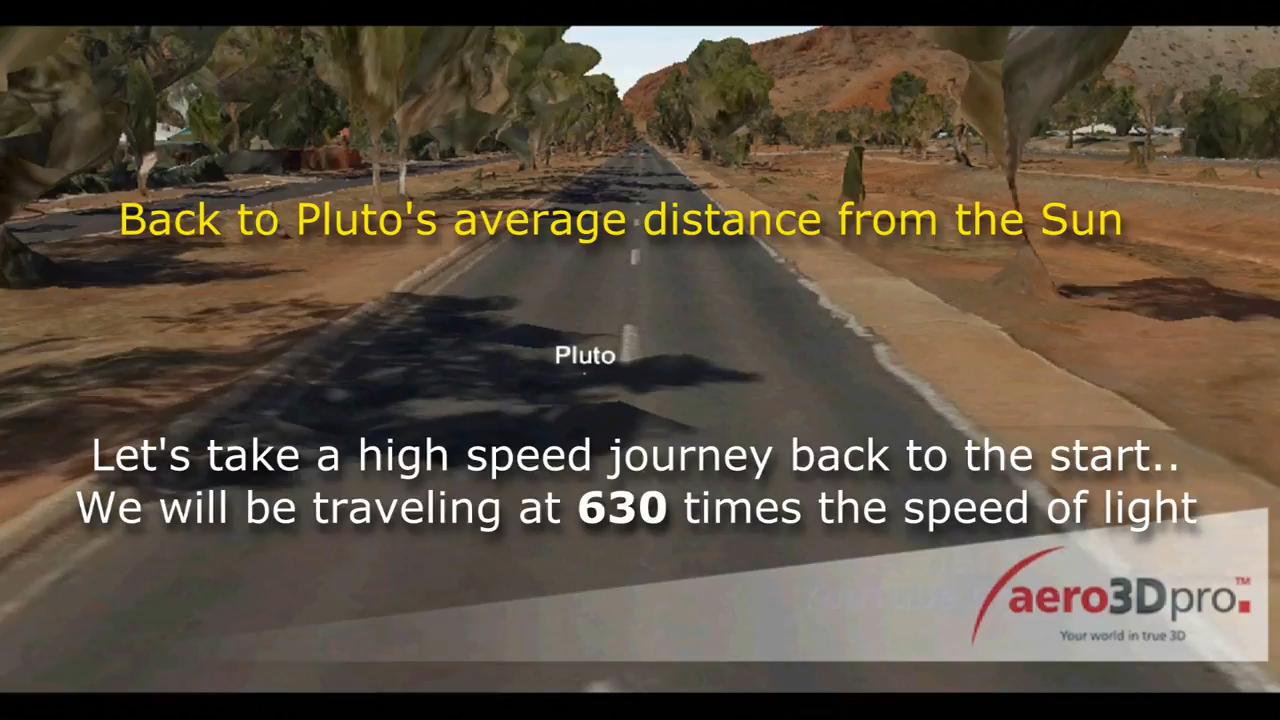 Back to Pluto's average distance from the Sun
Pluto
Let's take a high speed journey back to the start..
We will be traveling at 630 times the speed of light
aero3Dpro.™
Your world in true 3D